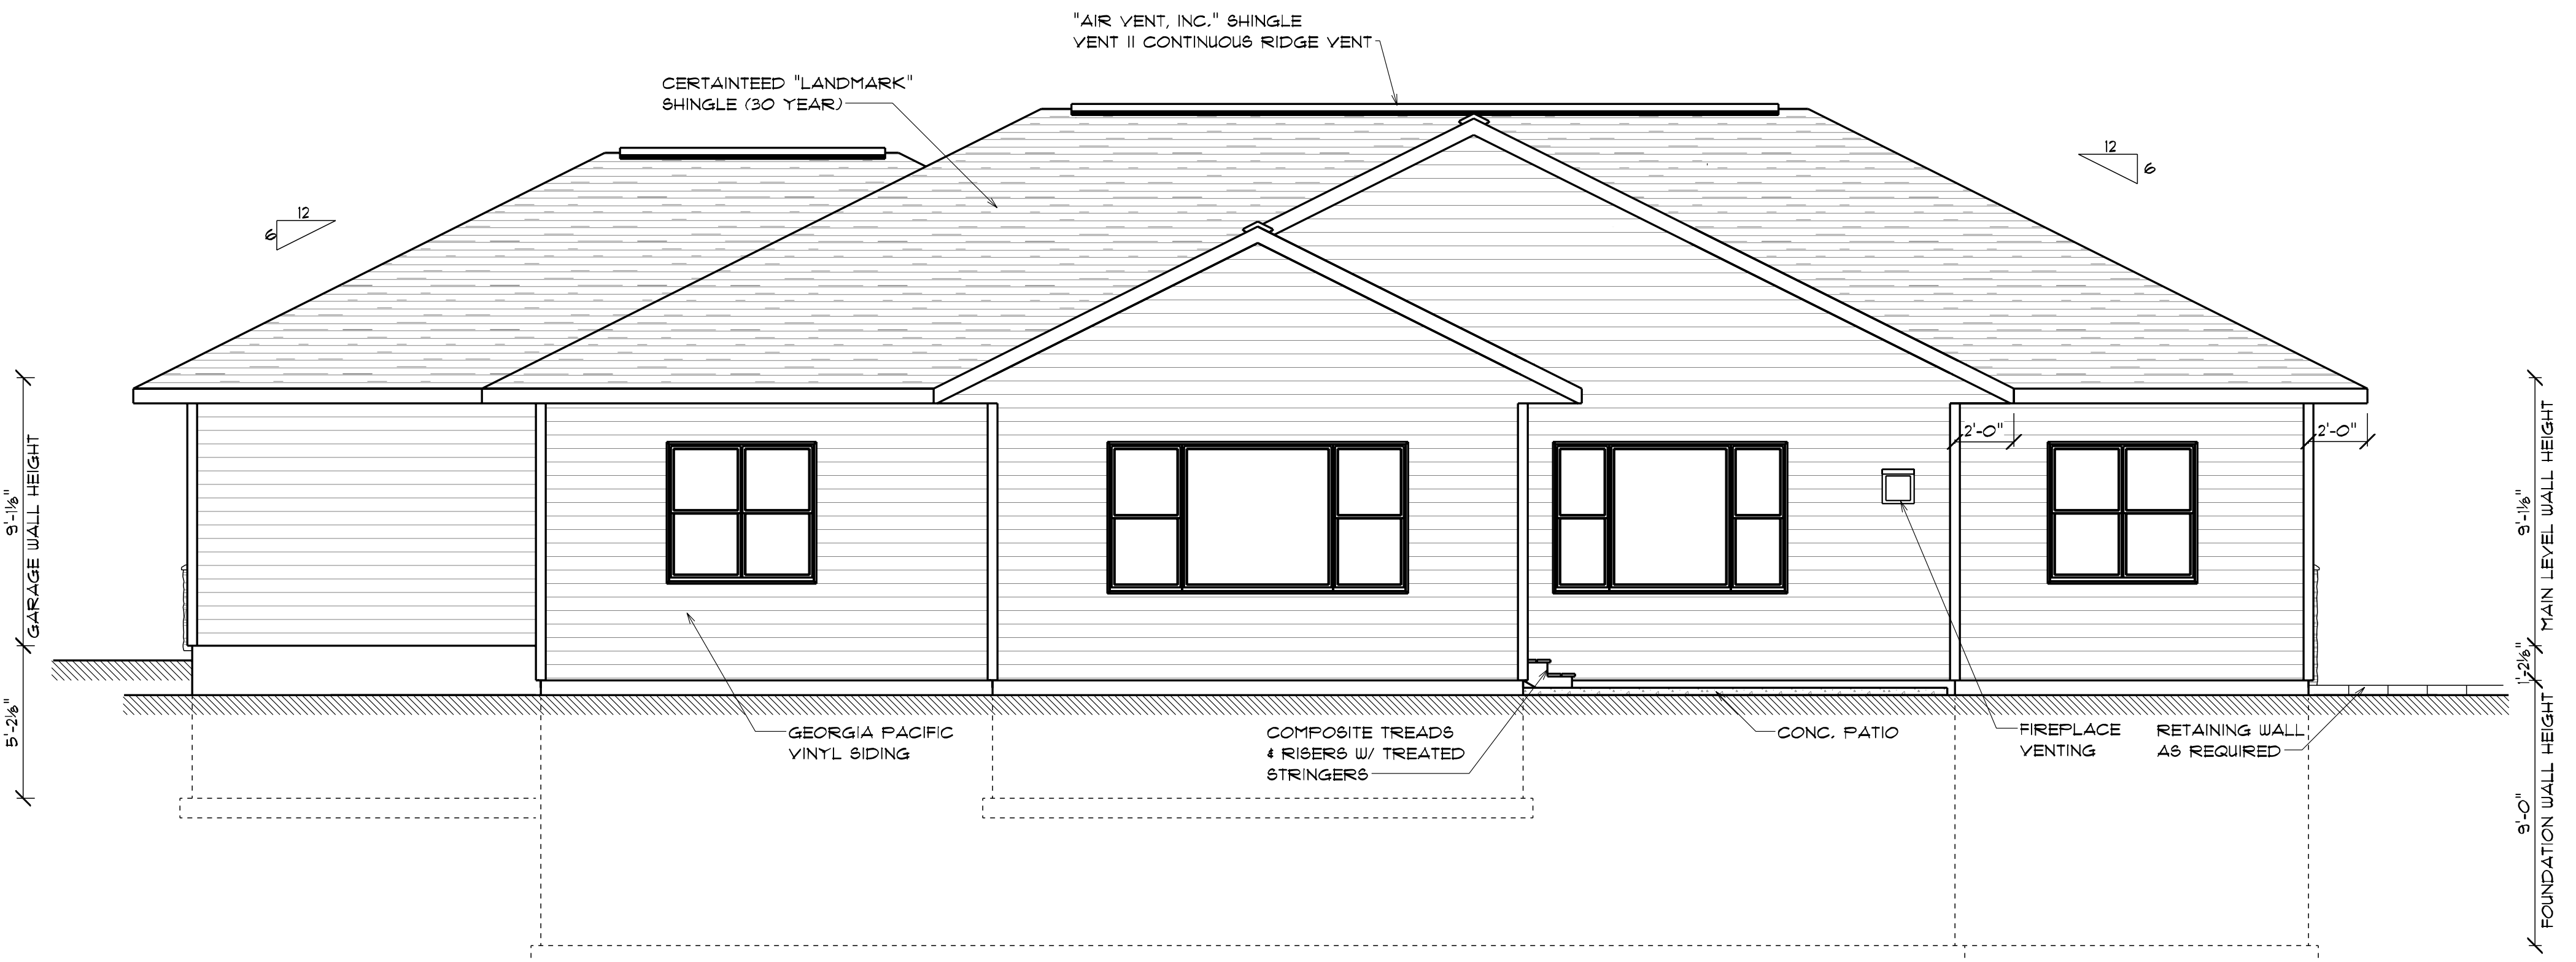 "AIR VENT, INC." SHINGLE
VENT II CONTINUOUS RIDGE VENT
CERTAINTEED "LANDMARK"
SHINGLE (30 YEAR)
12
6
12
6
9'-1⅛"
GARAGE WALL HEIGHT
5'-2⅛"
2'-0"
2'-0"
9'-1⅛"
MAIN LEVEL WALL HEIGHT
1'-2⅛"
9'-0"
FOUNDATION WALL HEIGHT
GEORGIA PACIFIC
VINYL SIDING
COMPOSITE TREADS
& RISERS W/ TREATED
STRINGERS
CONC. PATIO
FIREPLACE
VENTING
RETAINING WALL
AS REQUIRED